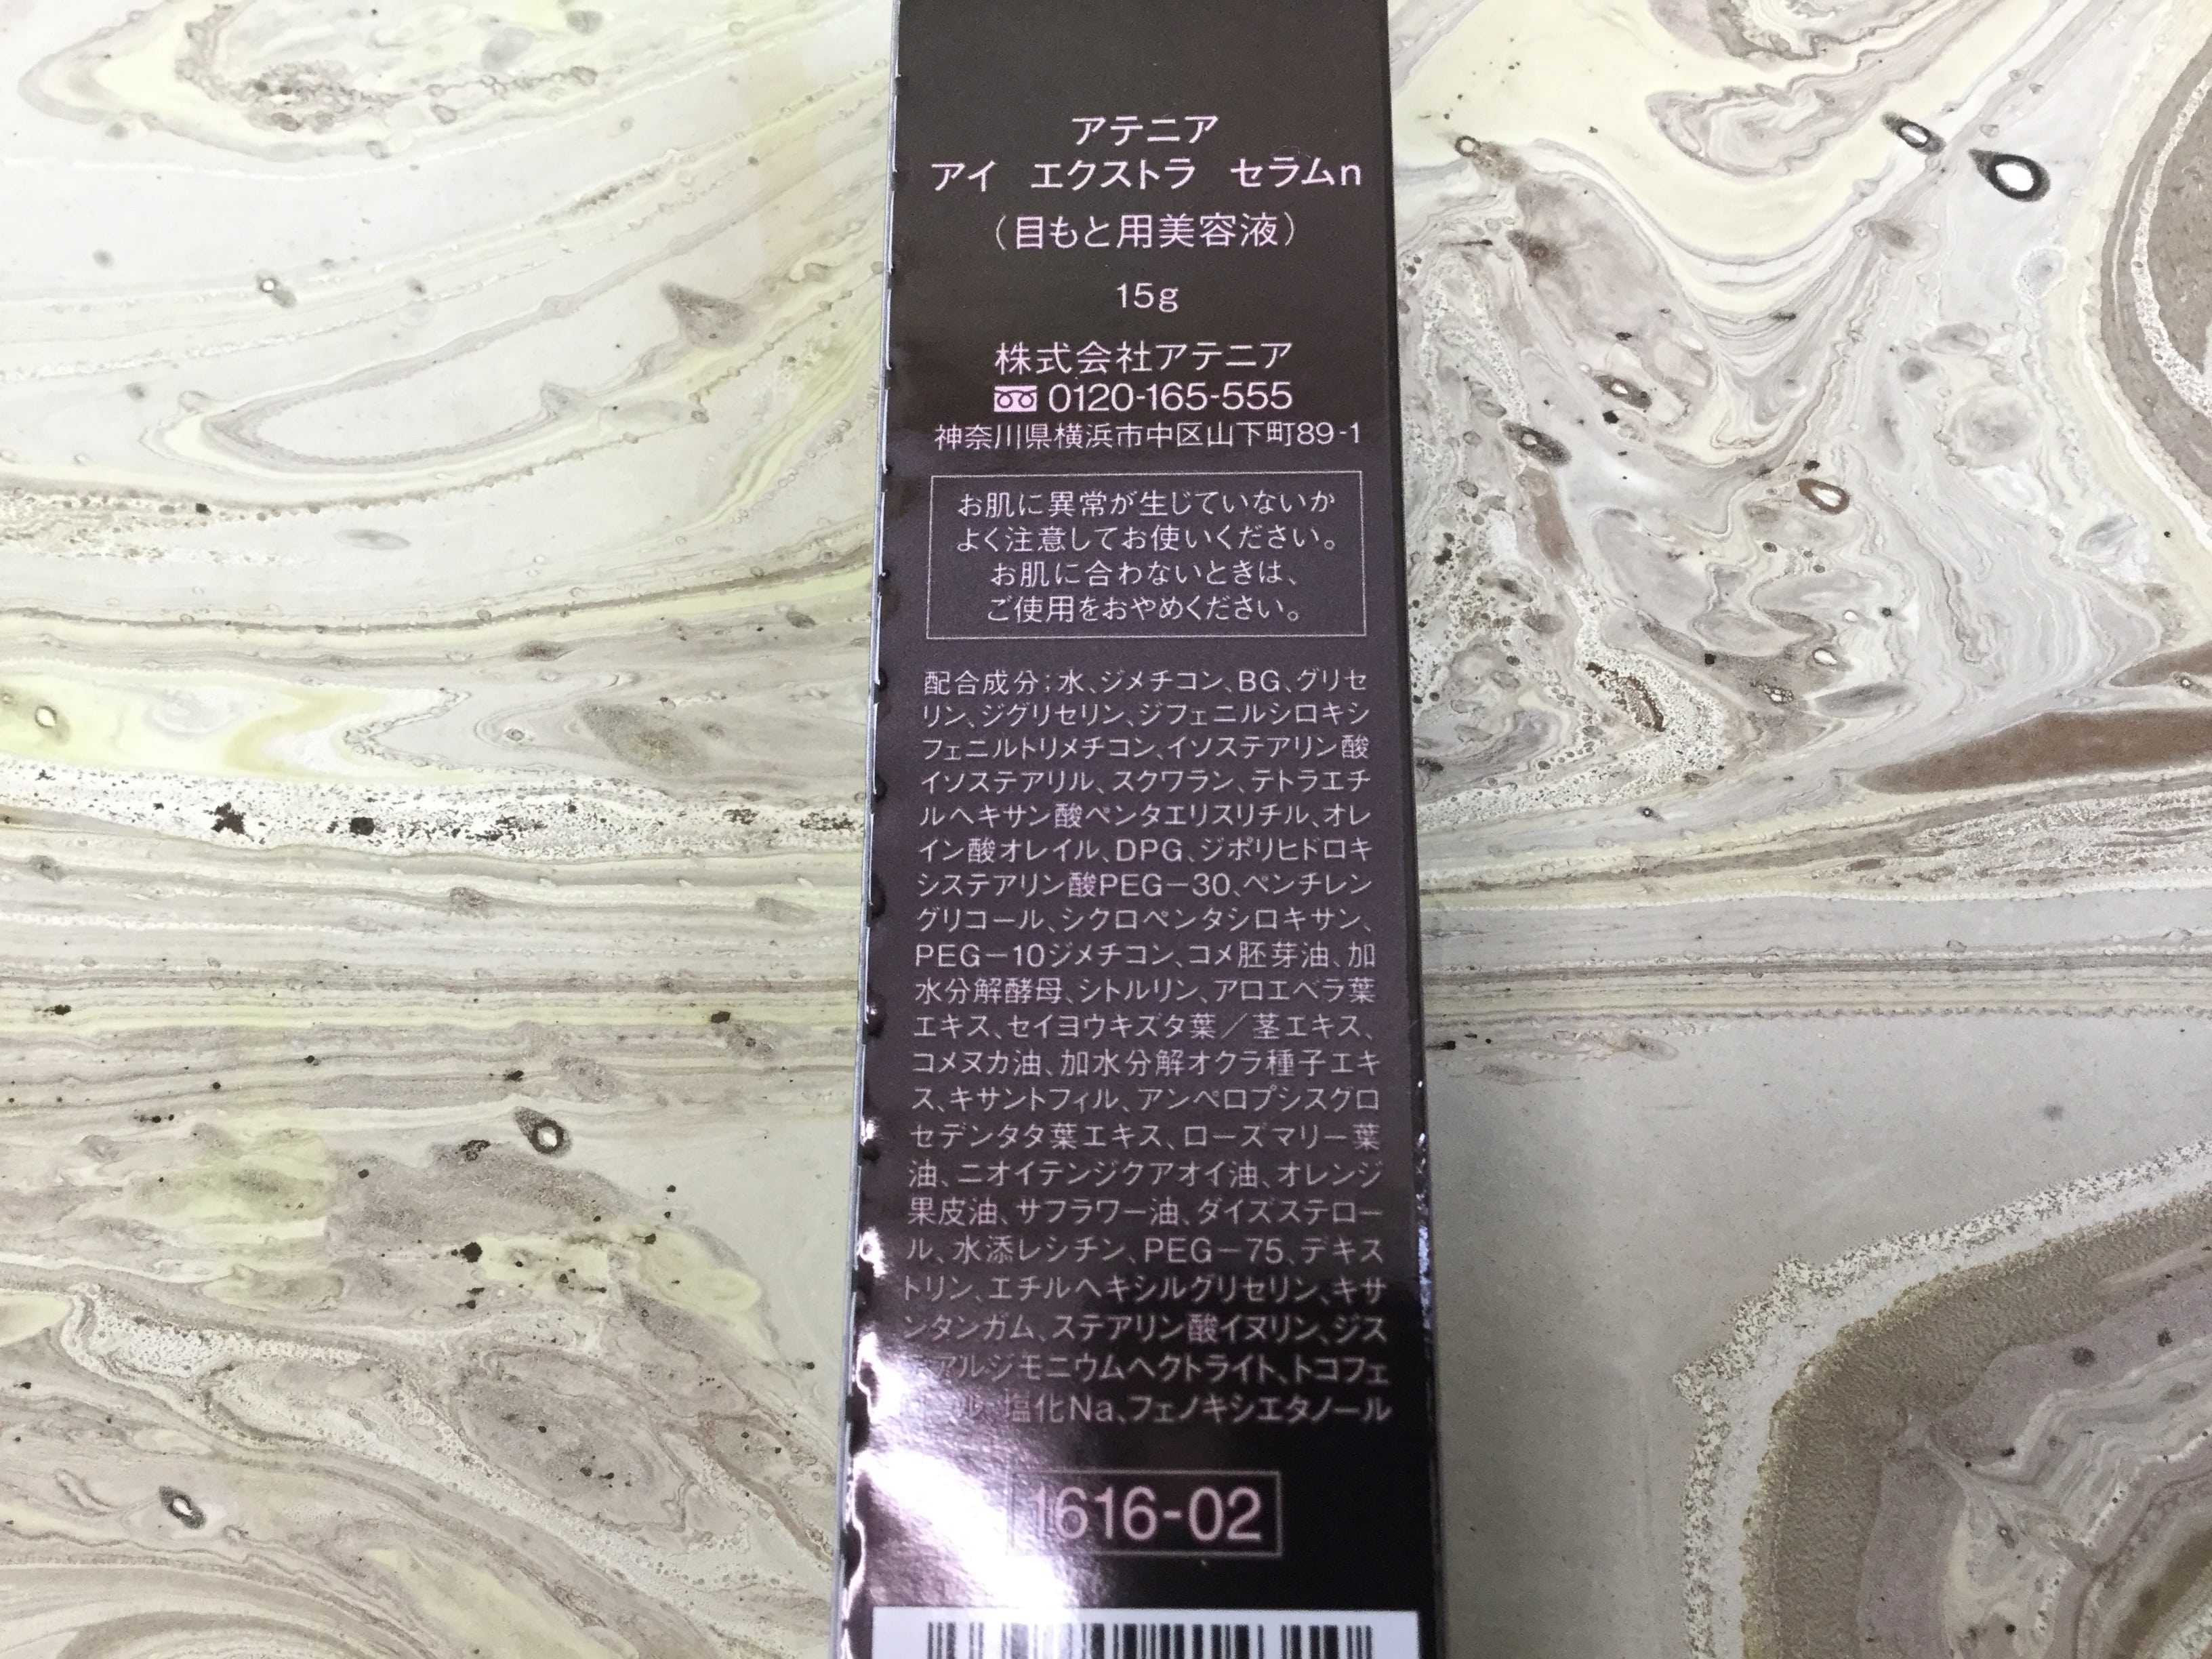 アテニア
アイ エクストラ セラムn
（目もと用美容液）
15g
株式会社アテニア
0120-165-555
神奈川県横浜市中区山下町89-1
お肌に異常が生じていないか
よく注意してお使いください。
お肌に合わないときは、
ご使用をおやめください。
配合成分；水、ジメチコン、BG、グリセ
リン、ジグリセリン、ジフェニルシロキシ
フェニルトリメチコン、イソステアリン酸
イソステアリル、スクワラン、テトラエチ
ルヘキサン酸ペンタエリスリチル、オレ
イン酸オレイル、DPG、ジポリヒドロキ
システアリン酸PEG－30、ペンチレン
グリコール、シクロペンタシロキサン、
PEG－10ジメチコン、コメ胚芽油、加
水分解酵母、シトルリン、アロエベラ葉
エキス、セイヨウキズタ葉／茎エキス、
コメヌカ油、加水分解オクラ種子エキ
ス、キサントフィル、アンペロプシスグロ
セデンタタ葉エキス、ローズマリー葉
油、ニオイテンジクアオイ油、オレンジ
果皮油、サフラワー油、ダイズステロー
ル、水添レシチン、PEG－75、デキス
トリン、エチルヘキシルグリセリン、キサ
ンタンガム、ステアリン酸イヌリン、ジス
アルジモニウムヘクトライト、トコフェ
ル 塩化Na、フェノキシエタノール
1616-02